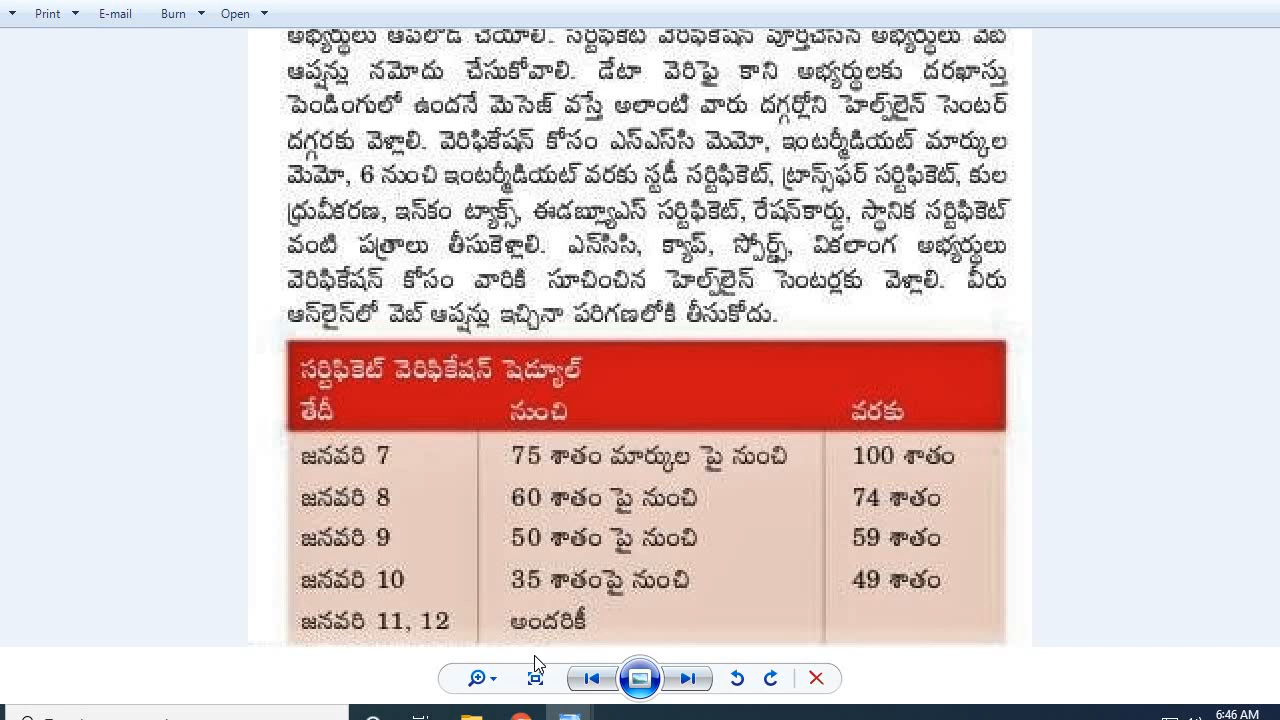 Print E-mail Burn Open
అభ్యర్థులు అప్‌లోడ్ చేయాలి. సర్టిఫికెట్ వెరిఫికేషన్ పూర్తిచేసిన అభ్యర్థులు వెబ్
ఆప్షన్లు నమోదు చేసుకోవాలి. డేటా వెరిఫై కాని అభ్యర్థులకు దరఖాస్తు
పెండింగులో ఉందనే మెసేజ్ వస్తే అలాంటి వారు దగ్గర్లోని హెల్ప్‌లైన్ సెంటర్
దగ్గరకు వెళ్లాలి. వెరిఫికేషన్ కోసం ఎస్ఎస్‌సి మెమో, ఇంటర్మీడియట్ మార్కుల
మెమో, 6 నుంచి ఇంటర్మీడియట్ వరకు స్టడీ సర్టిఫికెట్, ట్రాన్స్‌ఫర్ సర్టిఫికెట్, కుల
ధ్రువీకరణ, ఇన్‌కం ట్యాక్స్, ఈడబ్ల్యూఎస్ సర్టిఫికెట్, రేషన్‌కార్డు, స్థానిక సర్టిఫికెట్
వంటి పత్రాలు తీసుకెళ్లాలి. ఎన్‌సిసి, క్యాప్, స్పోర్ట్స్, వికలాంగ అభ్యర్థులు
వెరిఫికేషన్ కోసం వారికి సూచించిన హెల్ప్‌లైన్ సెంటర్లకు వెళ్లాలి. వీరు
ఆన్‌లైన్‌లో వెబ్ ఆప్షన్లు ఇచ్చినా పరిగణలోకి తీసుకోదు.
సర్టిఫికెట్ వెరిఫికేషన్ షెడ్యూల్
తేదీ నుంచి వరకు
జనవరి 7 75 శాతం మార్కుల పై నుంచి 100 శాతం
జనవరి 8 60 శాతం పై నుంచి 74 శాతం
జనవరి 9 50 శాతం పై నుంచి 59 శాతం
జనవరి 10 35 శాతంపై నుంచి 49 శాతం
జనవరి 11, 12 అందరికీ
6:46 AM